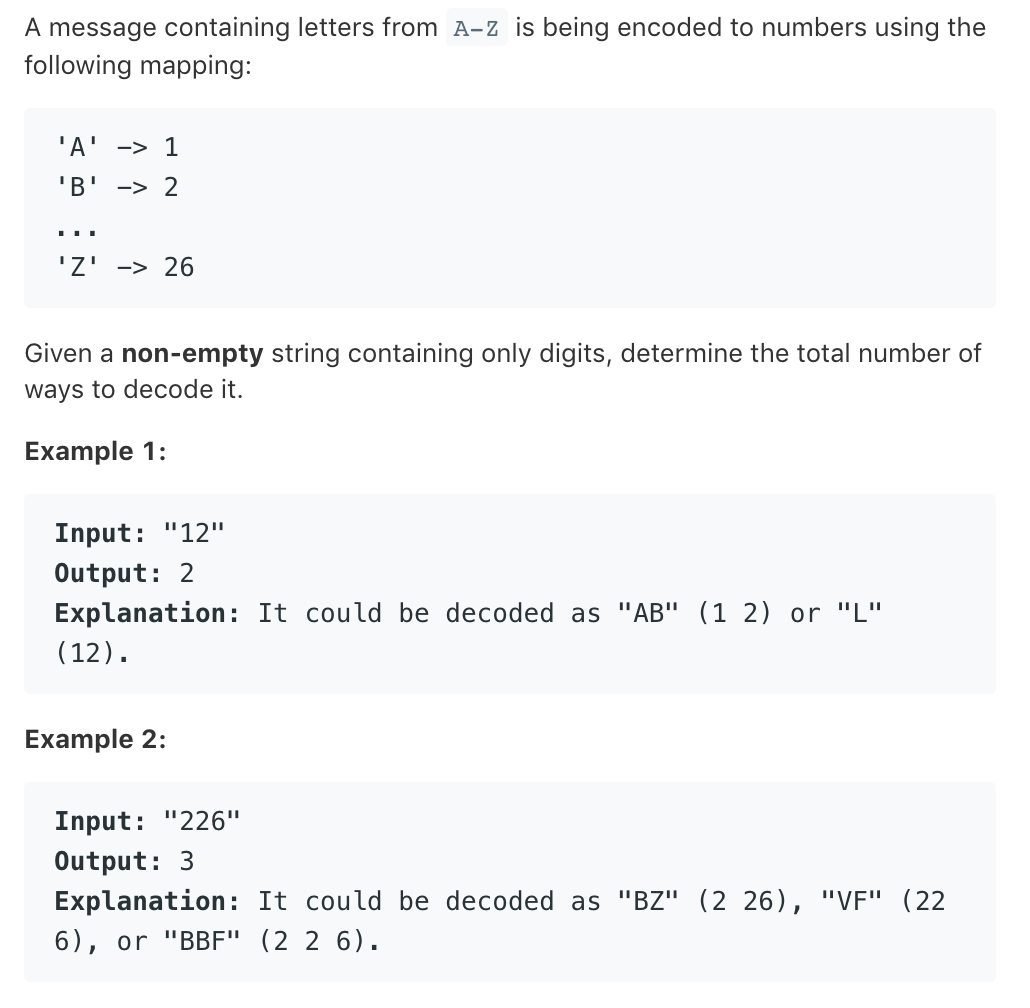 A message containing letters from A-Z is being encoded to numbers using the
following mapping:
'A' -> 1
'B' -> 2
...
'Z' -> 26
Given a non-empty string containing only digits, determine the total number of
ways to decode it.
Example 1:
Input: "12"
Output: 2
Explanation: It could be decoded as "AB" (1 2) or "L"
(12).
Example 2:
Input: "226"
Output: 3
Explanation: It could be decoded as "BZ" (2 26), "VF" (22
6), or "BBF" (2 2 6).